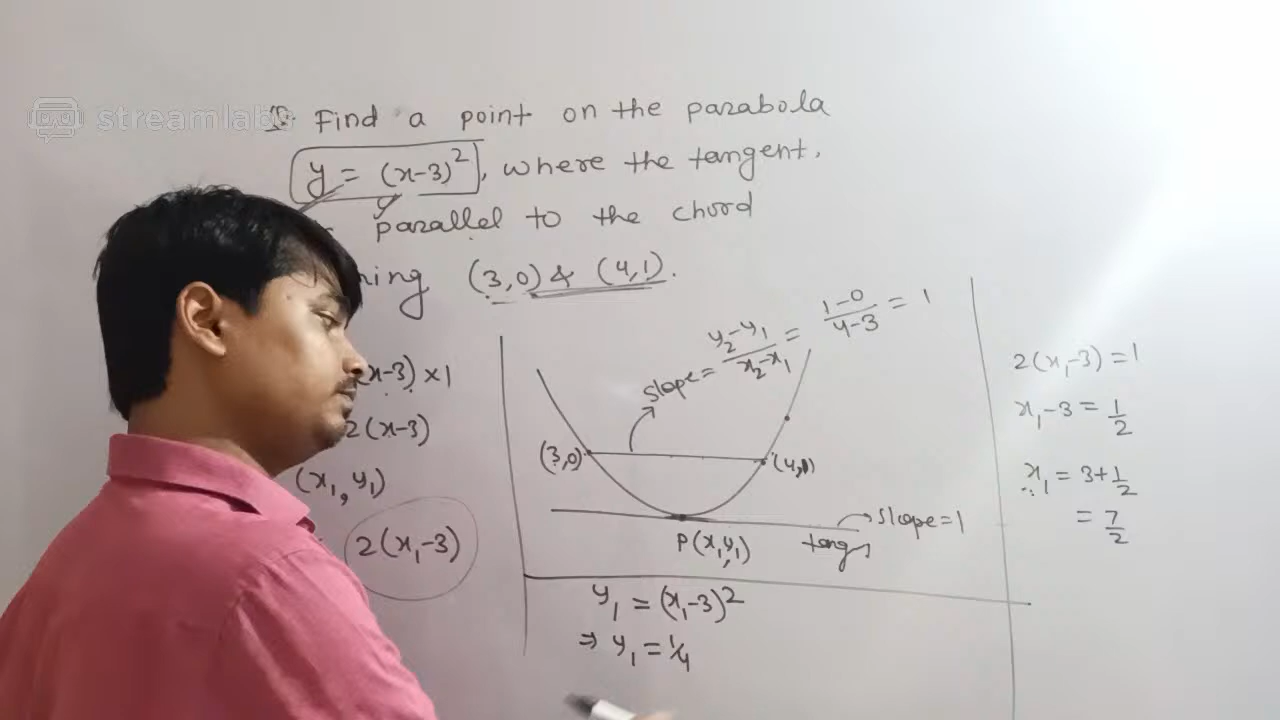 streamlabs
Q. Find a point on the parabola
y = (x-3)², where the tangent,
parallel to the chord
(3,0) & (4,1).
(x-3) × 1
2(x-3)
(x₁, y₁)
2(x₁-3)
slope = y₂-y₁/x₂-x₁ = 1-0/4-3 = 1
(3,0)
(4,1)
slope=1
P(x₁,y₁)
y₁ = (x₁-3)²
⇒ y₁ = 1/4
2(x₁-3) = 1
x₁-3 = 1/2
∴ x₁ = 3+1/2
= 7/2